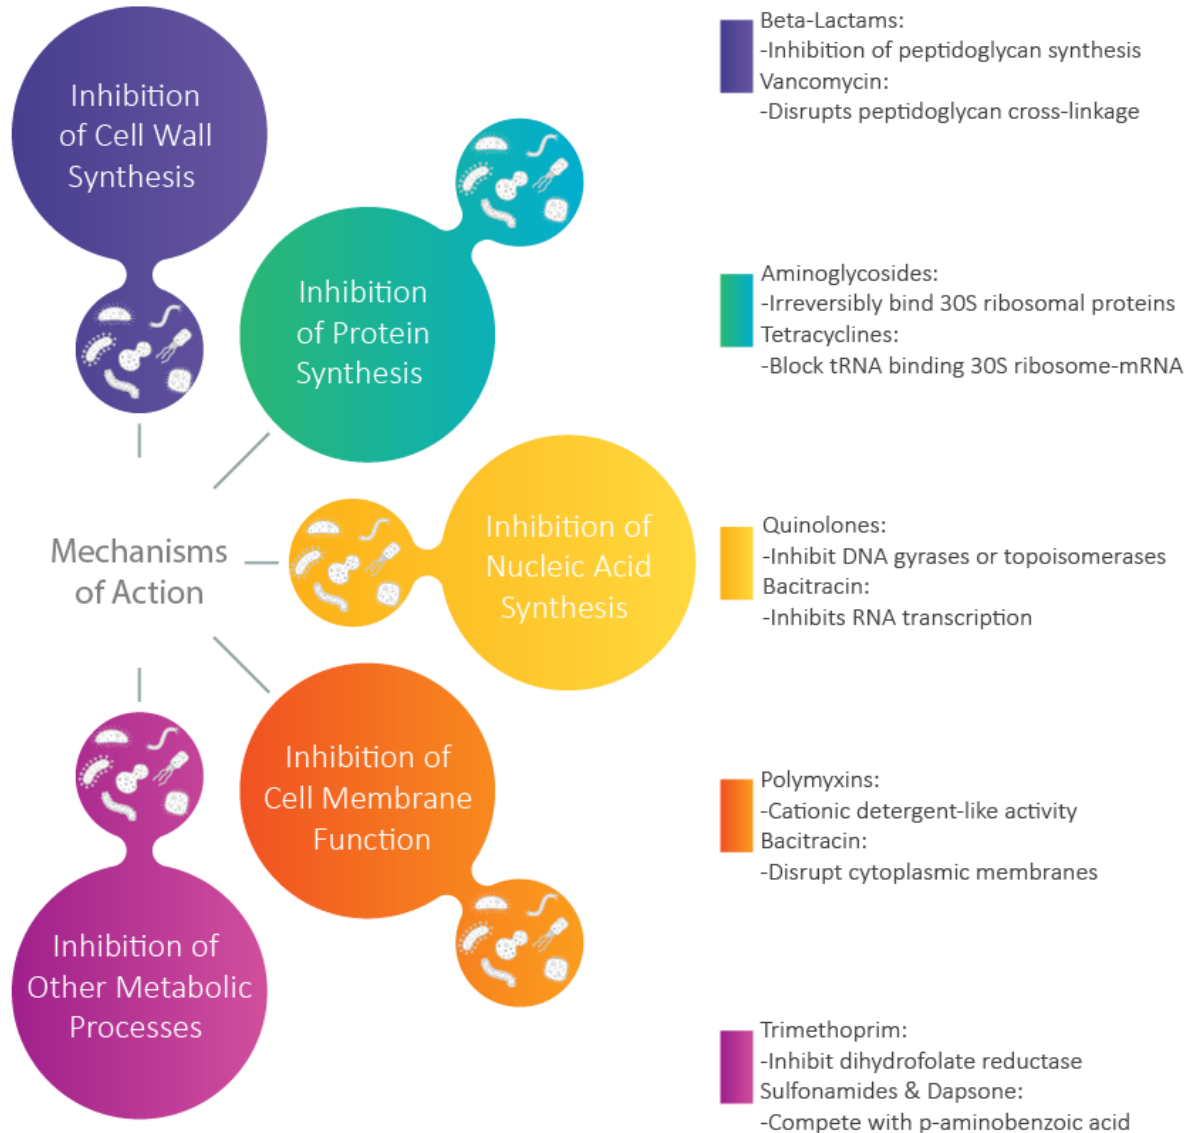 Inhibition
of Cell Wall
Synthesis
Inhibition
of Protein
Synthesis
Mechanisms
of Action
Inhibition of
Nucleic Acid
Synthesis
Inhibition of
Cell Membrane
Function
Inhibition of
Other Metabolic
Processes
Beta-Lactams:
-Inhibition of peptidoglycan synthesis
Vancomycin:
-Disrupts peptidoglycan cross-linkage
Aminoglycosides:
-Irreversibly bind 30S ribosomal proteins
Tetracyclines:
-Block tRNA binding 30S ribosome-mRNA
Quinolones:
-Inhibit DNA gyrases or topoisomerases
Bacitracin:
-Inhibits RNA transcription
Polymyxins:
-Cationic detergent-like activity
Bacitracin:
-Disrupt cytoplasmic membranes
Trimethoprim:
-Inhibit dihydrofolate reductase
Sulfonamides & Dapsone:
-Compete with p-aminobenzoic acid